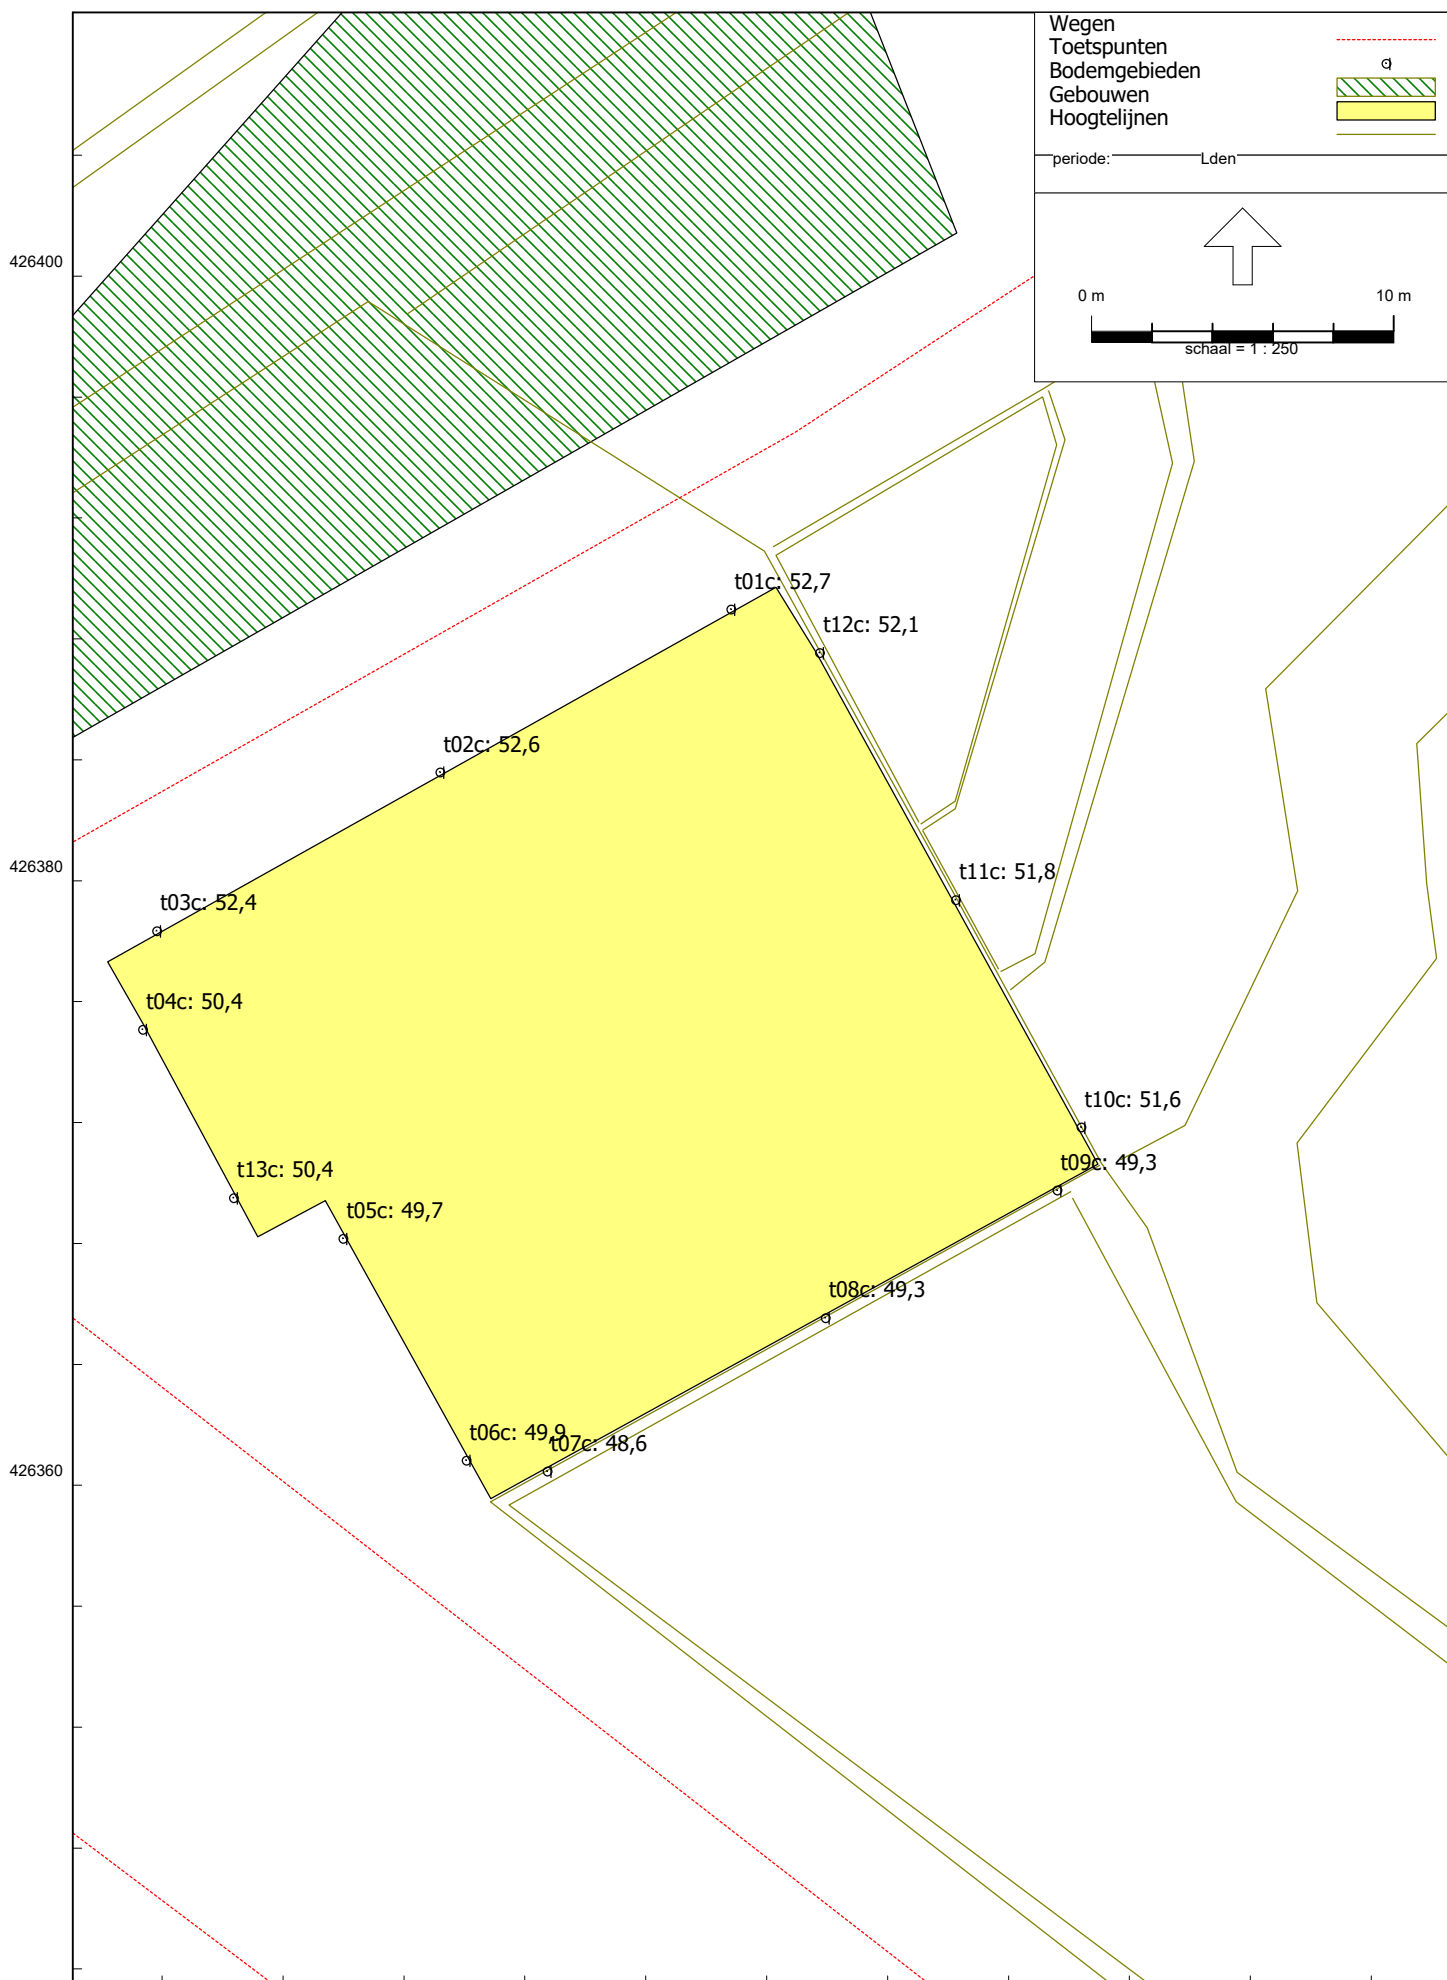 Wegen
Toetspunten
Bodemgebieden
Gebouwen
Hoogtelijnen
periode: Lden
0 m 10 m
schaal = 1 : 250
426400
t01c: 52,7
t12c: 52,1
t02c: 52,6
426380
t11c: 51,8
t03c: 52,4
t04c: 50,4
t10c: 51,6
t09c: 49,3
t13c: 50,4
t05c: 49,7
t08c: 49,3
t06c: 49,9
t07c: 48,6
426360